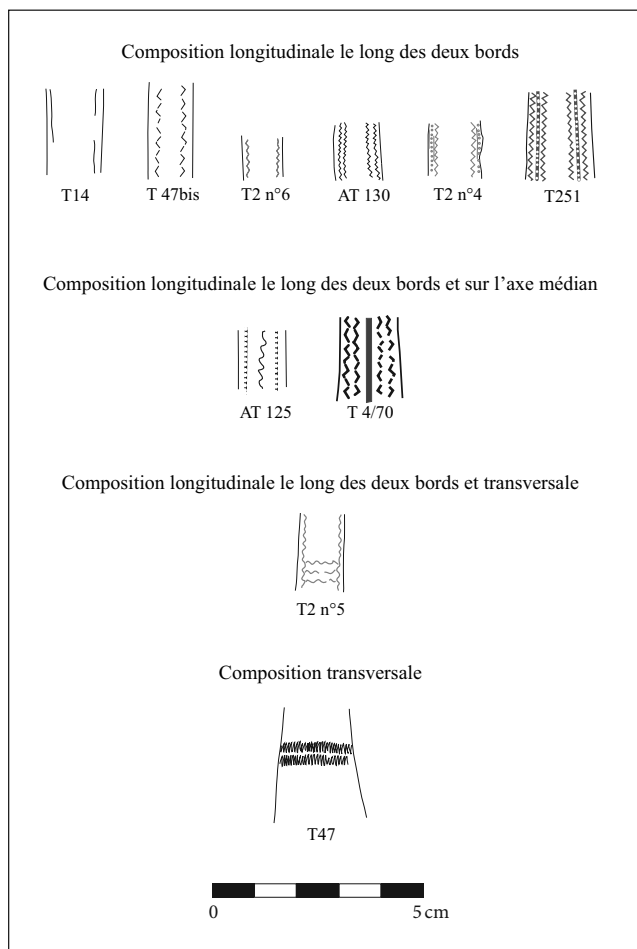 Composition longitudinale le long des deux bords
T14 T 47bis T2 n°6 AT 130 T2 n°4 T251
Composition longitudinale le long des deux bords et sur l’axe médian
AT 125 T 4/70
Composition longitudinale le long des deux bords et transversale
T2 n°5
Composition transversale
T47
0 5 cm